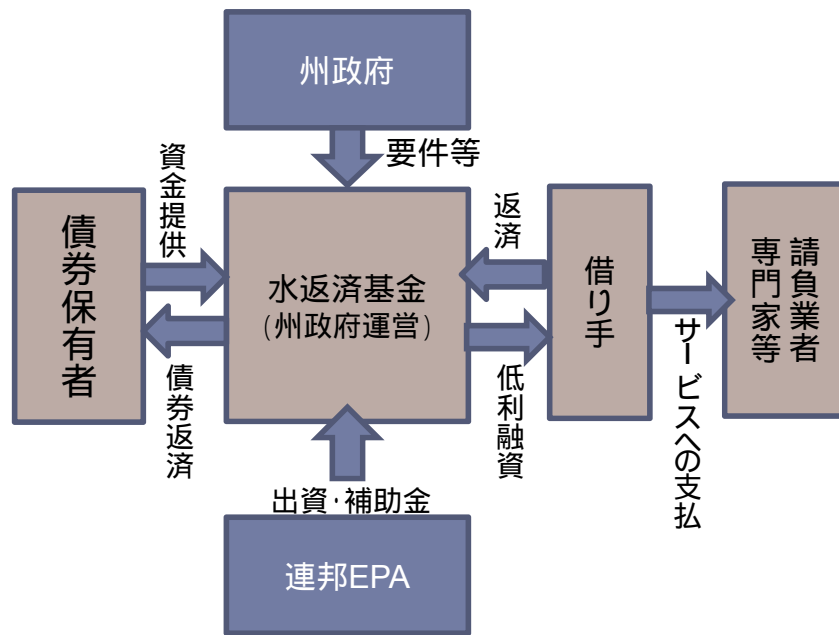 州政府
要件等
資金提供
債券保有者
水返済基金
(州政府運営)
返済
借り手
請負業者
専門家等
債券返済
低利融資
サービスへの支払
出資・補助金
連邦EPA